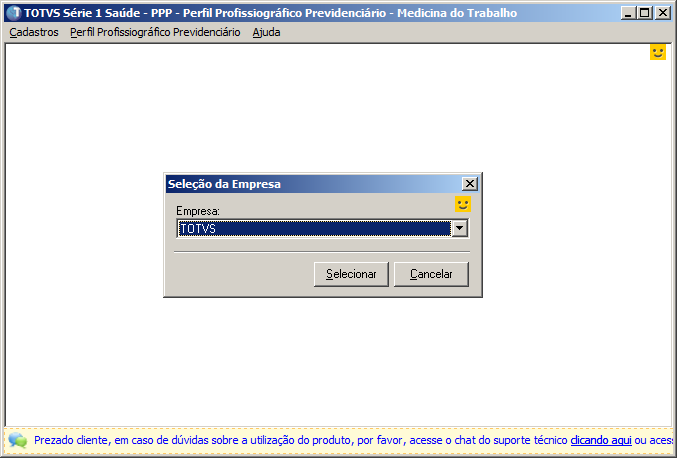 TOTVS Série 1 Saúde - PPP - Perfil Profissiográfico Previdenciário - Medicina do Trabalho
Cadastros Perfil Profissiográfico Previdenciário Ajuda
Seleção da Empresa
Empresa:
TOTVS
Selecionar Cancelar
Prezado cliente, em caso de dúvidas sobre a utilização do produto, por favor, acesse o chat do suporte técnico clicando aqui ou aces